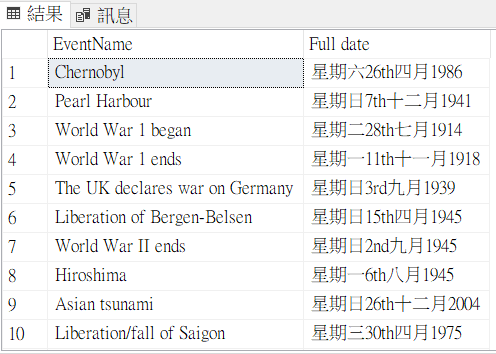 結果 訊息
EventName Full date
1 Chernobyl 星期六26th四月1986
2 Pearl Harbour 星期日7th十二月1941
3 World War 1 began 星期二28th七月1914
4 World War 1 ends 星期一11th十一月1918
5 The UK declares war on Germany 星期日3rd九月1939
6 Liberation of Bergen-Belsen 星期日15th四月1945
7 World War II ends 星期日2nd九月1945
8 Hiroshima 星期一6th八月1945
9 Asian tsunami 星期日26th十二月2004
10 Liberation/fall of Saigon 星期三30th四月1975